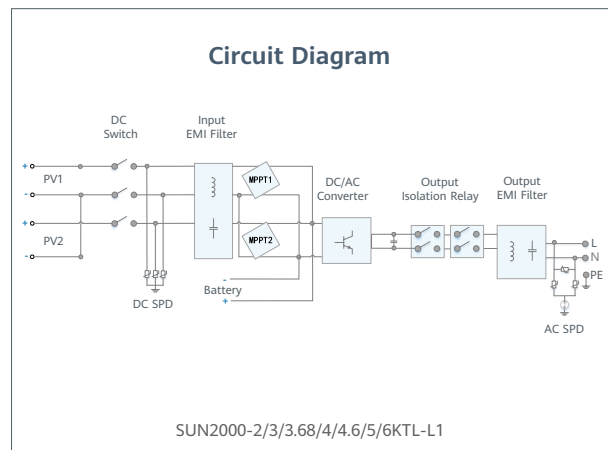 Circuit Diagram
DC
Switch
Input
EMI Filter
DC/AC
Converter
Output
Isolation Relay
Output
EMI Filter
+
PV1
-
+
PV2
-
MPPT1
MPPT2
L
N
PE
DC SPD
-
Battery
+
AC SPD
SUN2000-2/3/3.68/4/4.6/5/6KTL-L1